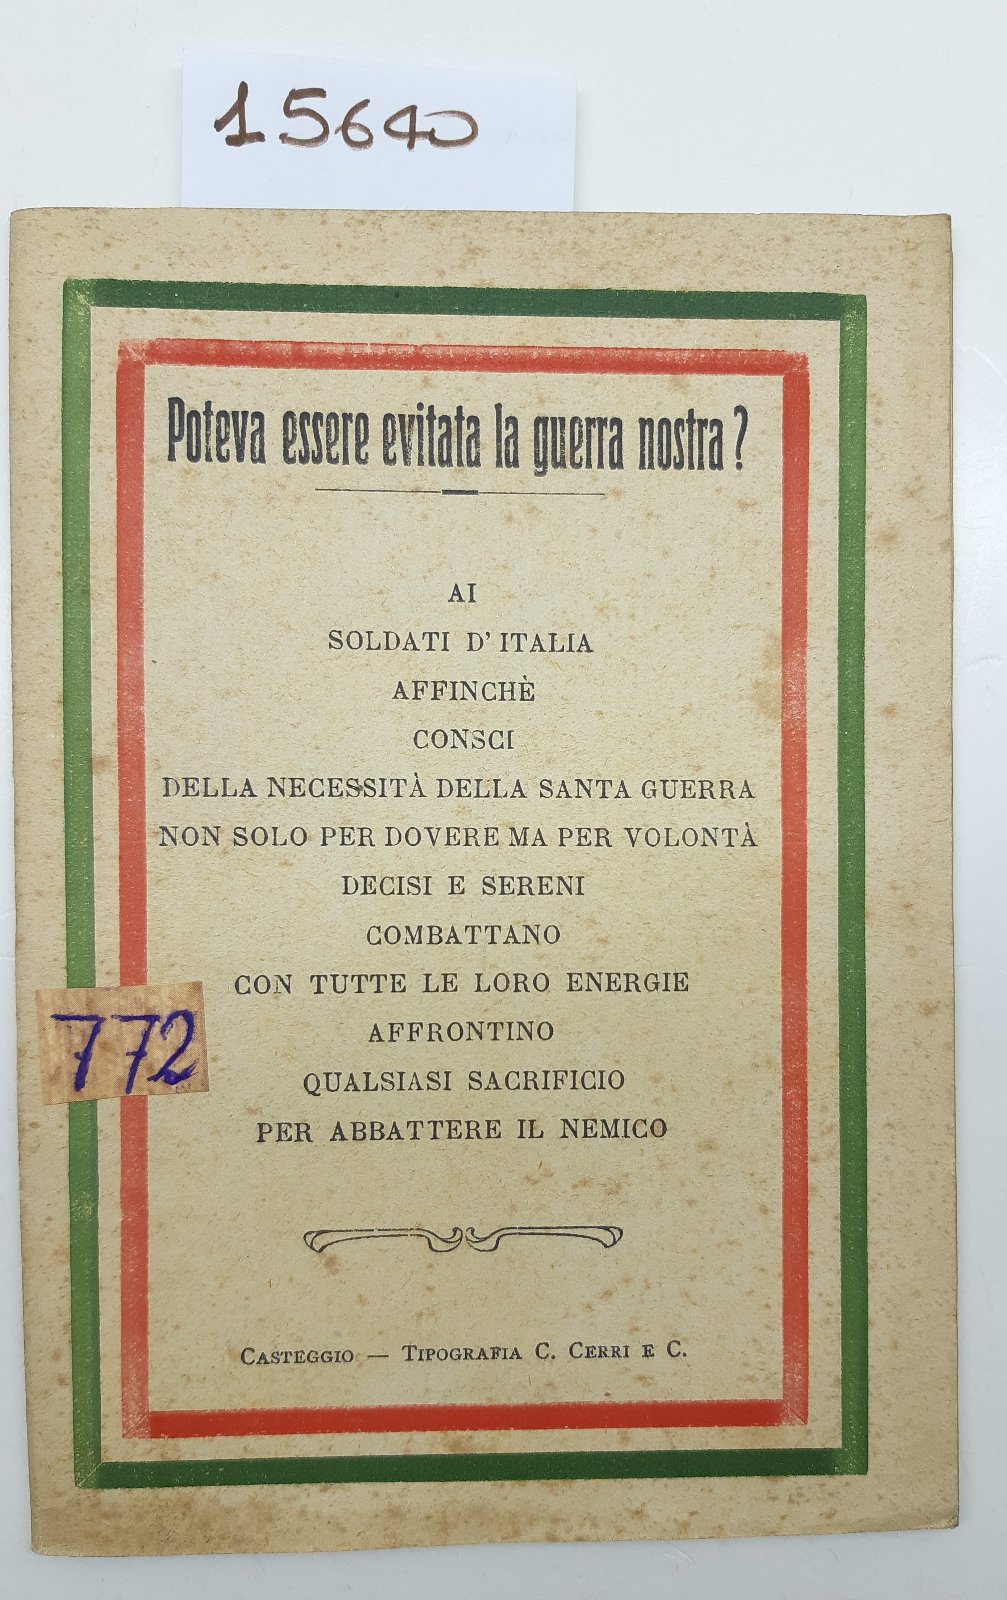 15640
Poteva essere evitata la guerra nostra?
AI
SOLDATI D' ITALIA
AFFINCHÈ
CONSCI
DELLA NECESSITÀ DELLA SANTA GUERRA
NON SOLO PER DOVERE MA PER VOLONTÀ
DECISI E SERENI
COMBATTANO
CON TUTTE LE LORO ENERGIE
AFFRONTINO
772
QUALSIASI SACRIFICIO
PER ABBATTERE IL NEMICO
CASTEGGIO — TIPOGRAFIA C. CERRI E C.